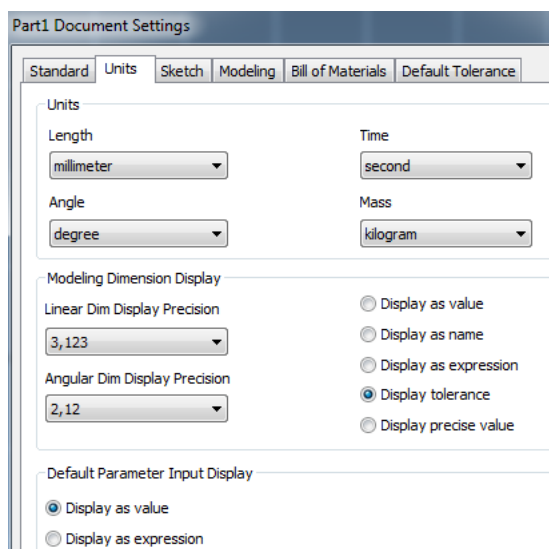 Part1 Document Settings
Standard Units Sketch Modeling Bill of Materials Default Tolerance
Units
Length Time
millimeter second
Angle Mass
degree kilogram
Modeling Dimension Display
Linear Dim Display Precision
3,123
Angular Dim Display Precision
2,12
Display as value
Display as name
Display as expression
Display tolerance
Display precise value
Default Parameter Input Display
Display as value
Display as expression